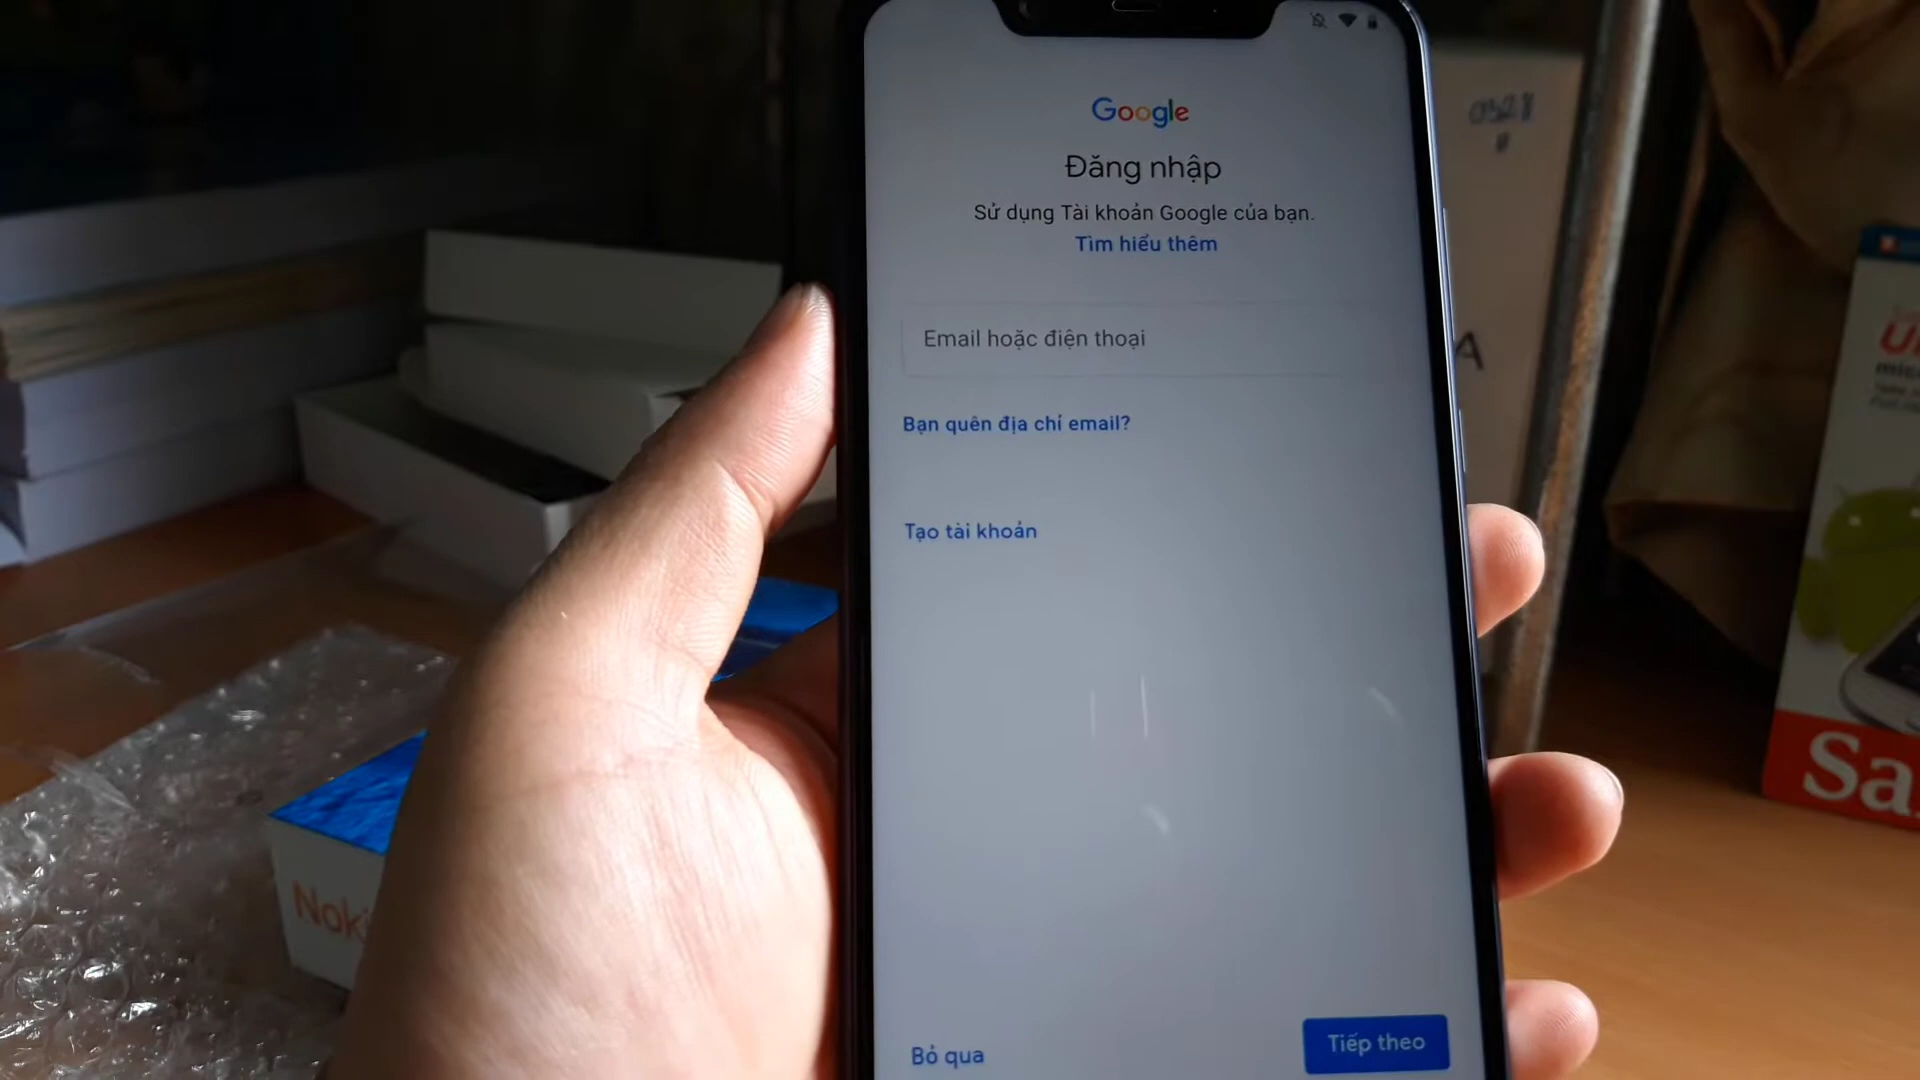 Google
Đăng nhập
Sử dụng Tài khoản Google của bạn.
Tìm hiểu thêm
Email hoặc điện thoại
Bạn quên địa chỉ email?
Tạo tài khoản
Bỏ qua
Tiếp theo
Noki
A
Sa